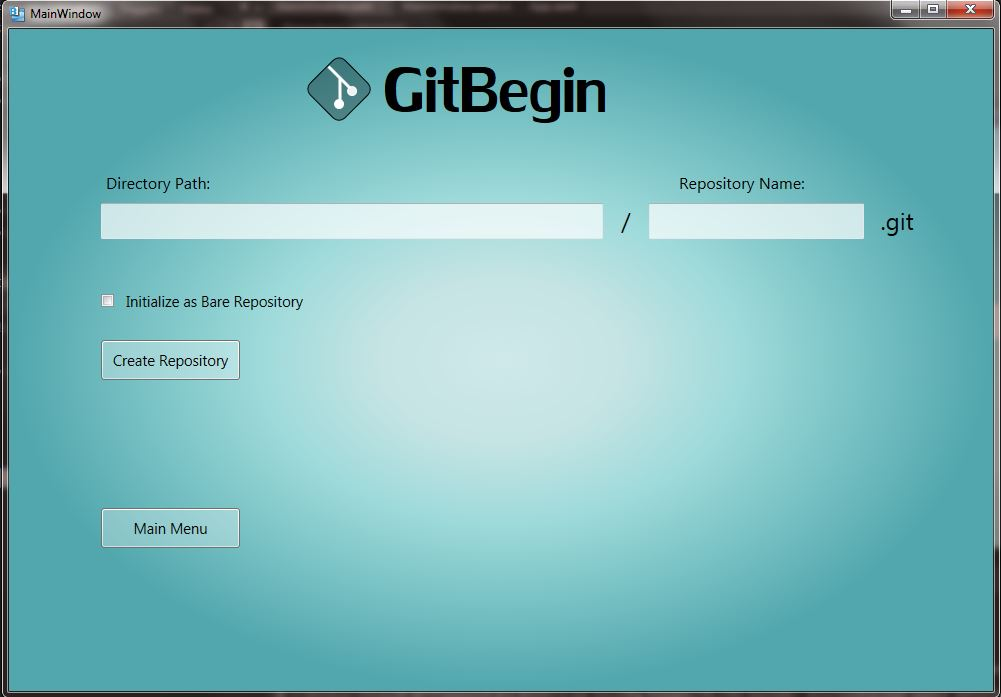 MainWindow
GitBegin
Directory Path:
Repository Name:
/
.git
Initialize as Bare Repository
Create Repository
Main Menu